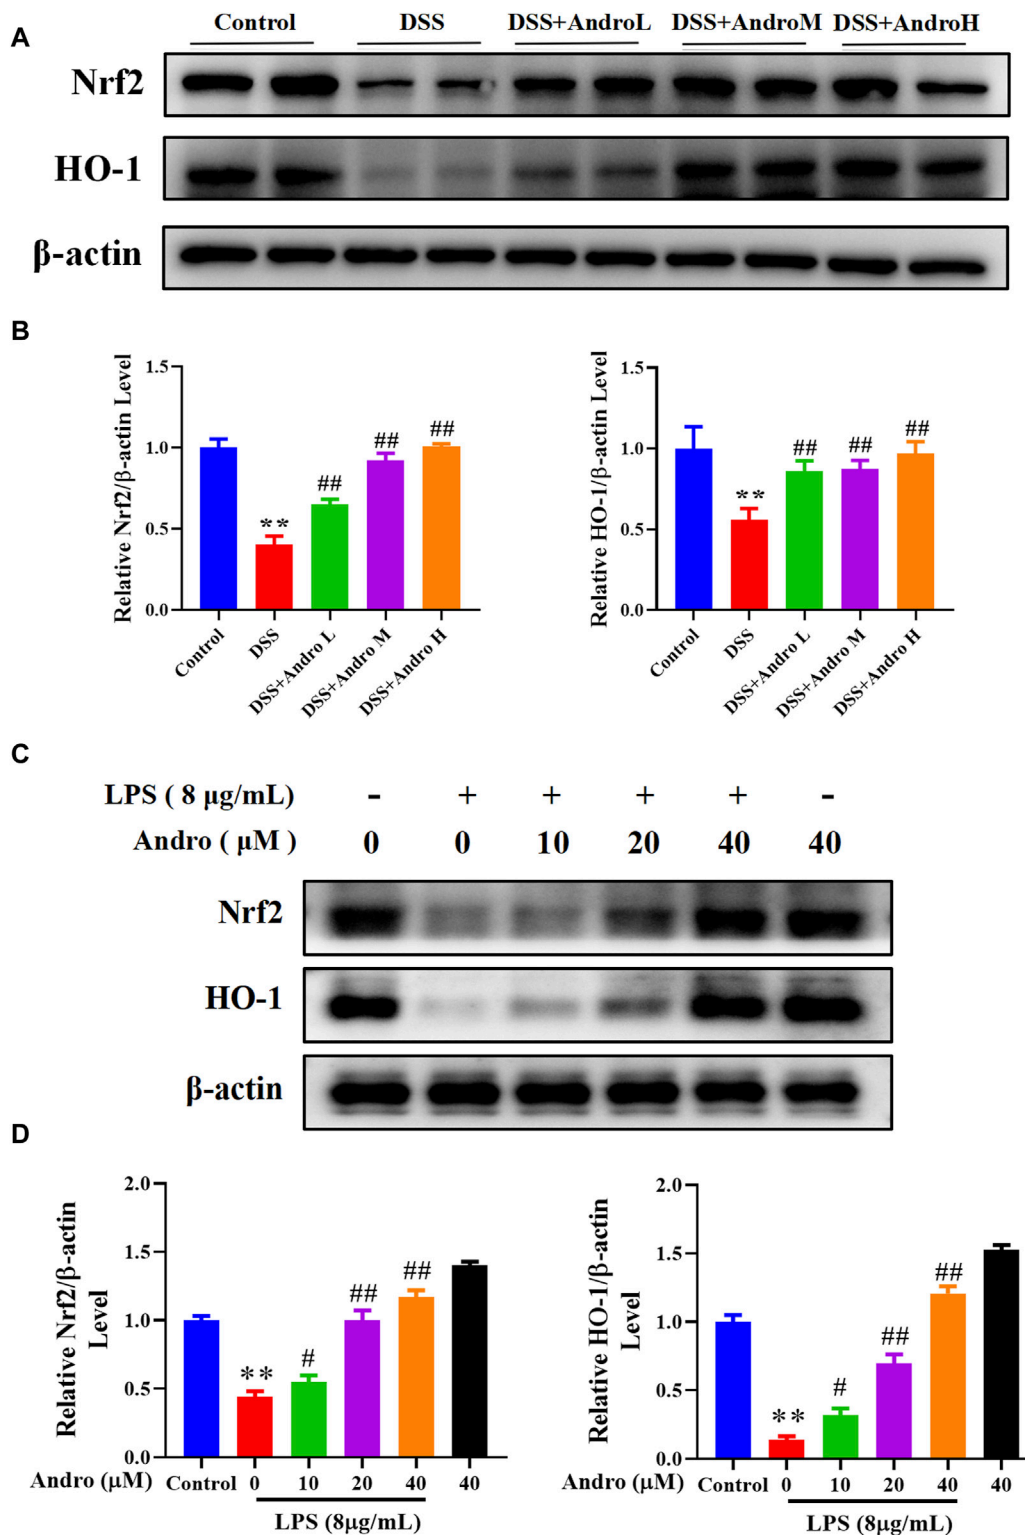 A
Control DSS DSS+AndroL DSS+AndroM DSS+AndroH
Nrf2
HO-1
β-actin
B
Relative Nrf2/β-actin Level
1.5
1.0
0.5
0.0
** ## ## ##
Control DSS DSS+Andro L DSS+Andro M DSS+Andro H
Relative HO-1/β-actin Level
1.5
1.0
0.5
0.0
** ## ## ##
Control DSS DSS+Andro L DSS+Andro M DSS+Andro H
C
LPS ( 8 μg/mL) - + + + + -
Andro ( μM ) 0 0 10 20 40 40
Nrf2
HO-1
β-actin
D
Relative Nrf2/β-actin
Level
2.0
1.5
1.0
0.5
0.0
** # ## ##
Andro (μM) Control 0 10 20 40 40
LPS (8μg/mL)
Relative HO-1/β-actin
Level
2.0
1.5
1.0
0.5
0.0
** # ## ##
Andro (μM) Control 0 10 20 40 40
LPS (8μg/mL)